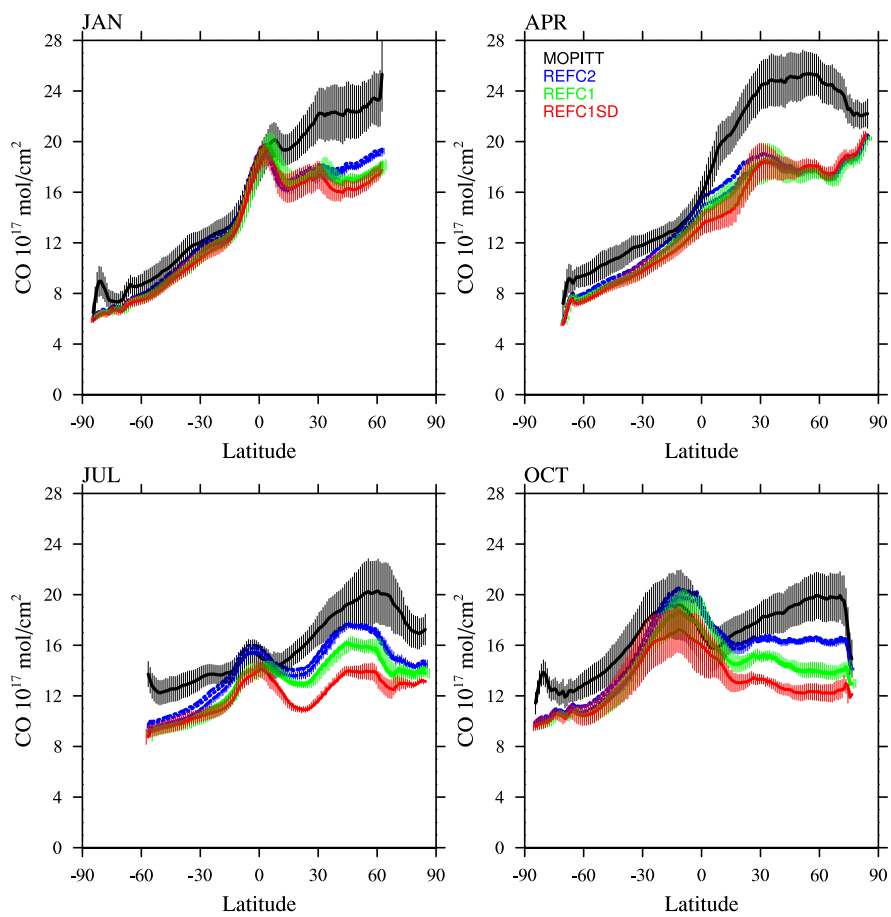 JAN
28
24
20
16
12
8
4
0
CO 10^17 mol/cm^2
-90 -60 -30 0 30 60 90
Latitude
APR
MOPITT
REFC2
REFC1
REFC1SD
28
24
20
16
12
8
4
0
CO 10^17 mol/cm^2
-90 -60 -30 0 30 60 90
Latitude
JUL
28
24
20
16
12
8
4
0
CO 10^17 mol/cm^2
-90 -60 -30 0 30 60 90
Latitude
OCT
28
24
20
16
12
8
4
0
CO 10^17 mol/cm^2
-90 -60 -30 0 30 60 90
Latitude